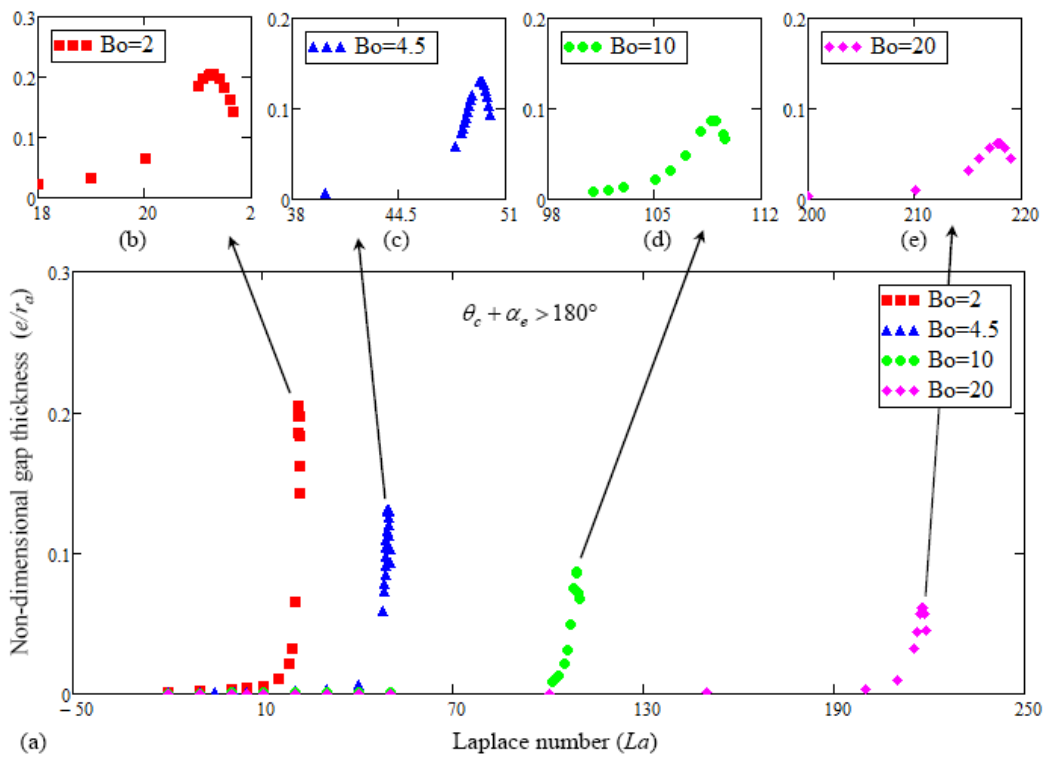 0.3
0.2
0.1
0
Bo=2
18
20
2
(b)
0.2
0.1
0
Bo=4.5
38
44.5
51
(c)
0.2
0.1
0
Bo=10
98
105
112
(d)
0.2
0.1
0
Bo=20
200
210
220
(e)
Non-dimensional gap thickness (e/rₐ)
0.3
0.2
0.1
0
θc + αe > 180°
Bo=2
Bo=4.5
Bo=10
Bo=20
−50
10
70
130
190
250
(a)
Laplace number (La)